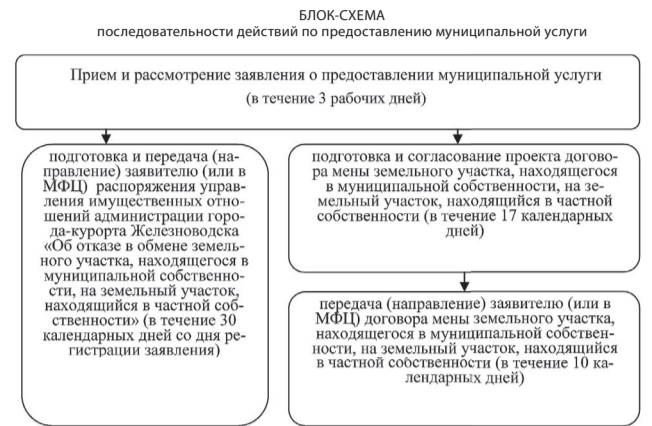 БЛОК-СХЕМА
последовательности действий по предоставлению муниципальной услуги
Прием и рассмотрение заявления о предоставлении муниципальной услуги
(в течение 3 рабочих дней)
подготовка и передача (на-
правление) заявителю (или в
МФЦ) распоряжения управ-
ления имущественных отно-
шений администрации горо-
да-курорта Железноводска
«Об отказе в обмене земель-
ного участка, находящегося в
муниципальной собственно-
сти, на земельный участок,
находящийся в частной соб-
ственности» (в течение 30
календарных дней со дня ре-
гистрации заявления)
подготовка и согласование проекта догово-
ра мены земельного участка, находящегося
в муниципальной собственности, на зе-
мельный участок, находящийся в частной
собственности (в течение 17 календарных
дней)
передача (направление) заявителю (или в
МФЦ) договора мены земельного участка,
находящегося в муниципальной собствен-
ности, на земельный участок, находящийся
в частной собственности (в течение 10 ка-
лендарных дней)